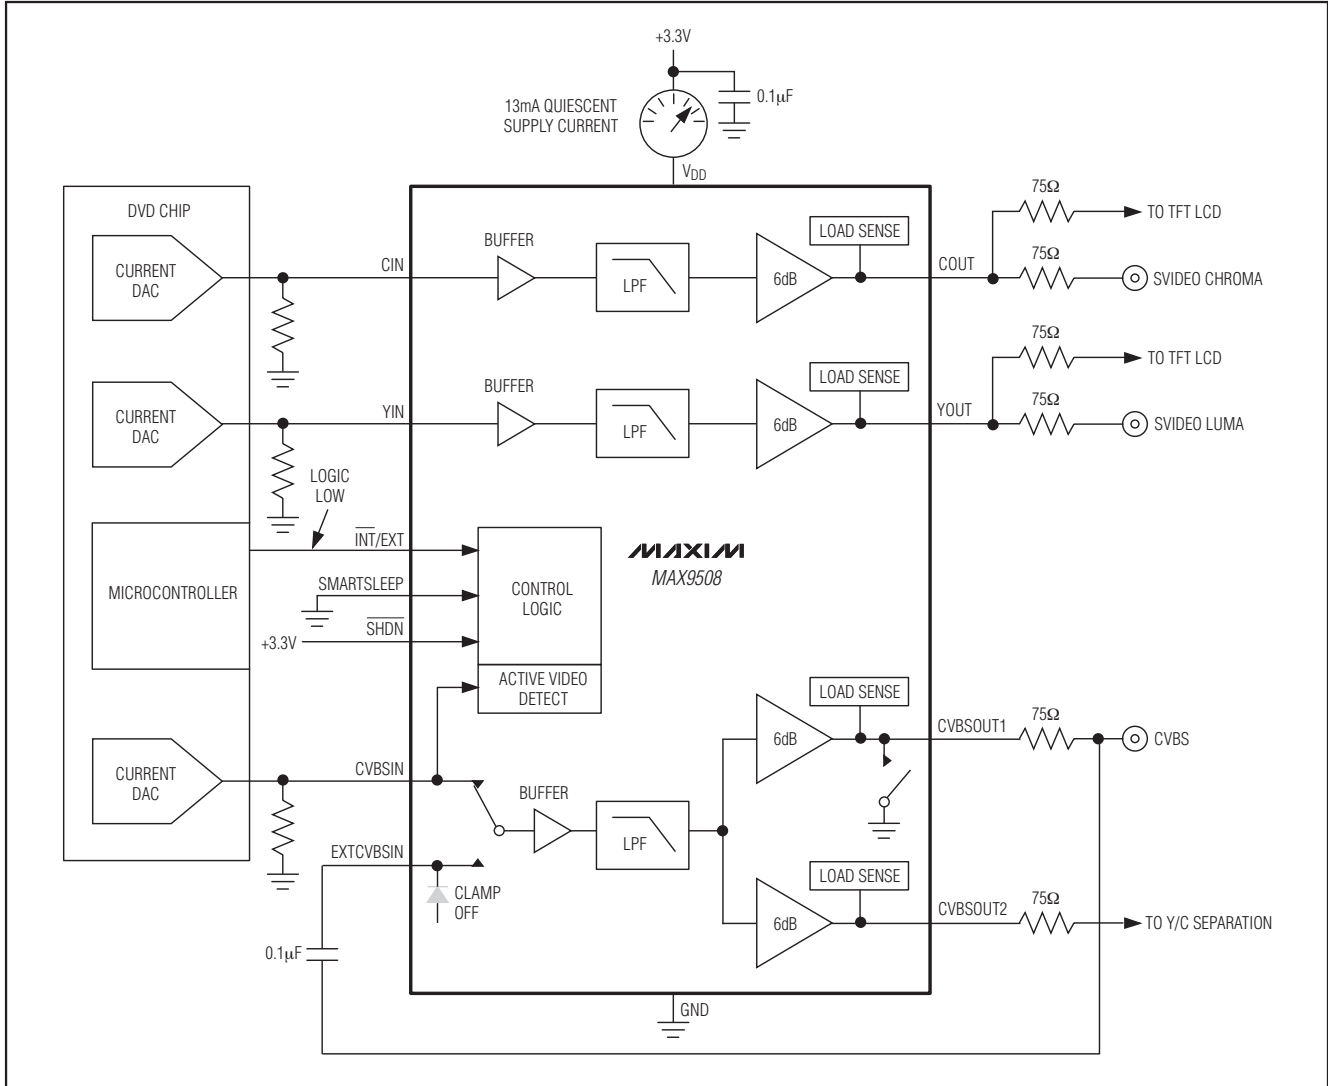 +3.3V
13mA QUIESCENT
SUPPLY CURRENT
0.1µF
VDD
DVD CHIP
CURRENT
DAC
CIN
BUFFER
LPF
6dB
LOAD SENSE
COUT
75Ω
TO TFT LCD
75Ω
SVIDEO CHROMA
CURRENT
DAC
YIN
BUFFER
LPF
6dB
LOAD SENSE
YOUT
75Ω
TO TFT LCD
75Ω
SVIDEO LUMA
LOGIC
LOW
MICROCONTROLLER
INT/EXT
SMARTSLEEP
+3.3V
SHDN
CONTROL
LOGIC
ACTIVE VIDEO
DETECT
MAXIM
MAX9508
CURRENT
DAC
CVBSIN
BUFFER
LPF
EXTCVBSIN
CLAMP
OFF
0.1µF
6dB
LOAD SENSE
CVBSOUT1
75Ω
CVBS
6dB
LOAD SENSE
CVBSOUT2
75Ω
TO Y/C SEPARATION
GND